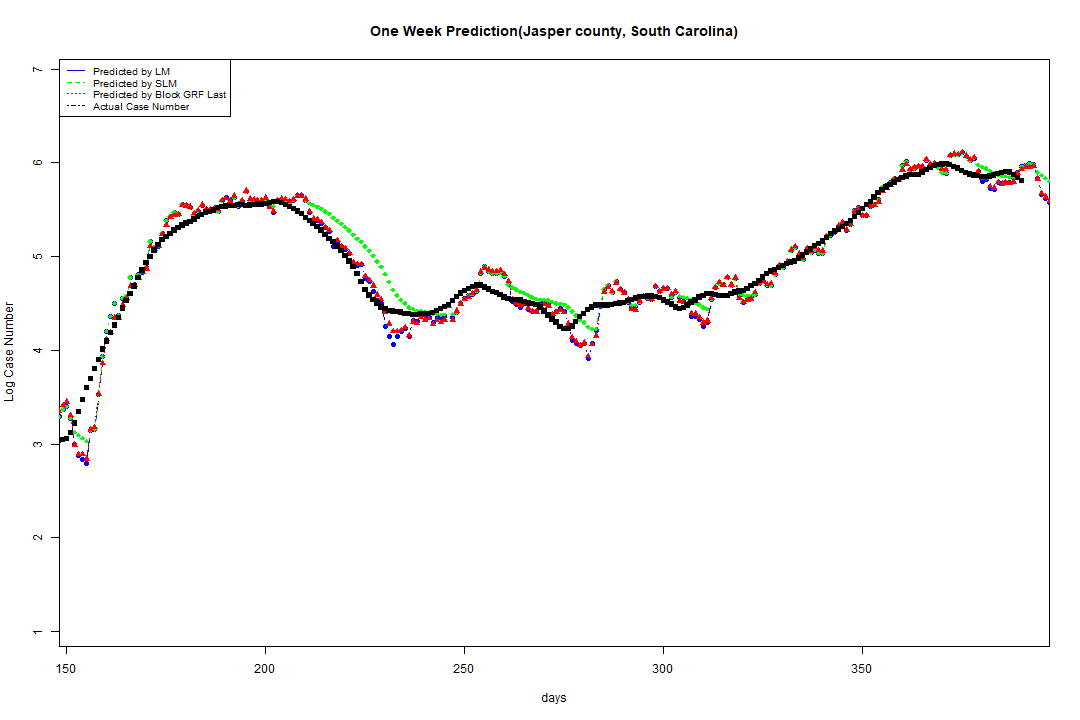 One Week Prediction(Jasper county, South Carolina)
Predicted by LM
Predicted by SLM
Predicted by Block GRF Last
Actual Case Number
7
6
5
4
3
2
1
Log Case Number
150 200 250 300 350
days